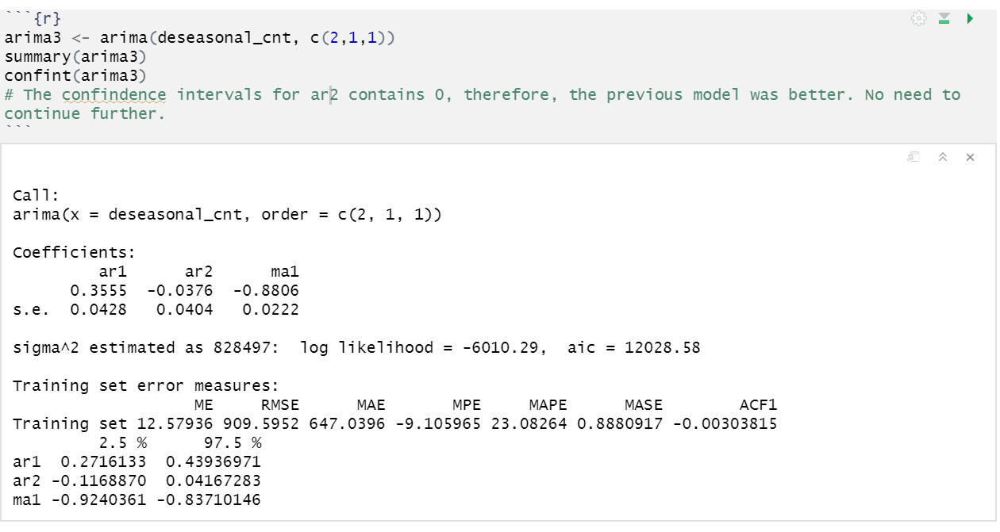 ```{r}
arima3 <- arima(deseasonal_cnt, c(2,1,1))
summary(arima3)
confint(arima3)
# The confindence intervals for ar2 contains 0, therefore, the previous model was better. No need to
continue further.
```
Call:
arima(x = deseasonal_cnt, order = c(2, 1, 1))
Coefficients:
         ar1      ar2      ma1
      0.3555  -0.0376  -0.8806
s.e.  0.0428   0.0404   0.0222
sigma^2 estimated as 828497:  log likelihood = -6010.29,  aic = 12028.58
Training set error measures:
                   ME     RMSE      MAE       MPE     MAPE      MASE        ACF1
Training set 12.57936 909.5952 647.0396 -9.105965 23.08264 0.8880917 -0.00303815
         2.5 %      97.5 %
ar1  0.2716133  0.43936971
ar2 -0.1168870  0.04167283
ma1 -0.9240361 -0.83710146